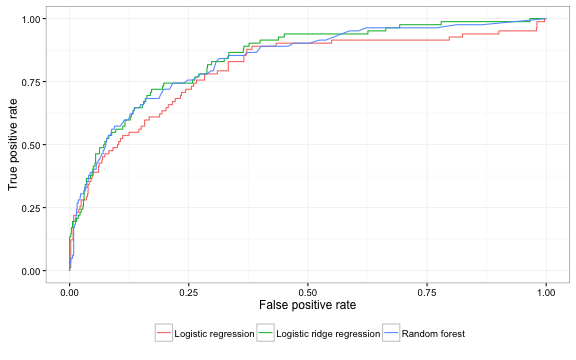 1.00
0.75
0.50
0.25
0.00
True positive rate
0.00 0.25 0.50 0.75 1.00
False positive rate
Logistic regression Logistic ridge regression Random forest